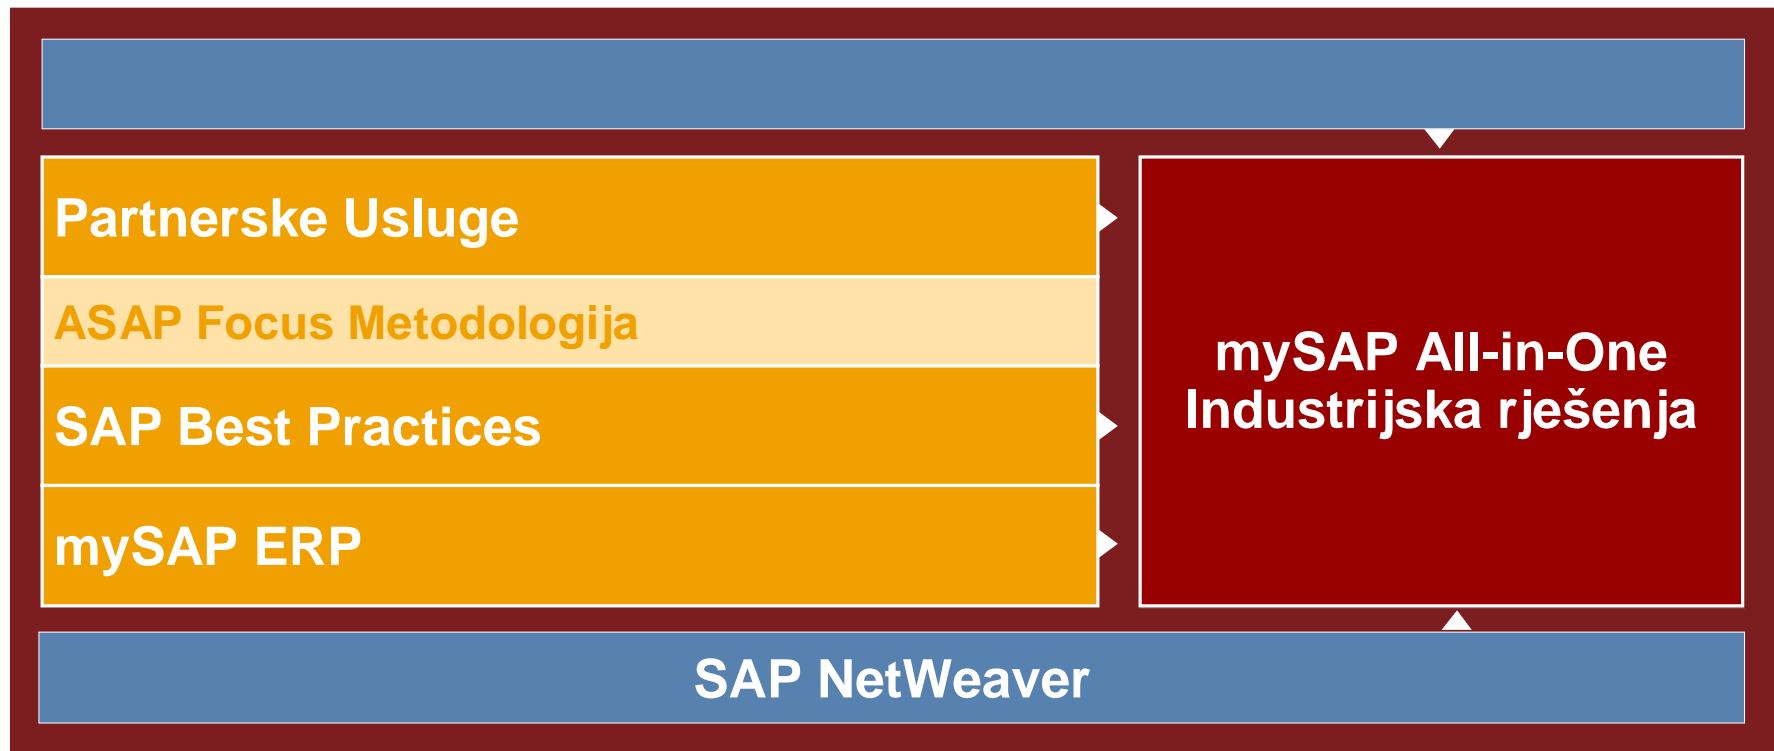 Partnerske Usluge
ASAP Focus Metodologija
SAP Best Practices
mySAP ERP
mySAP All-in-One
Industrijska rješenja
SAP NetWeaver